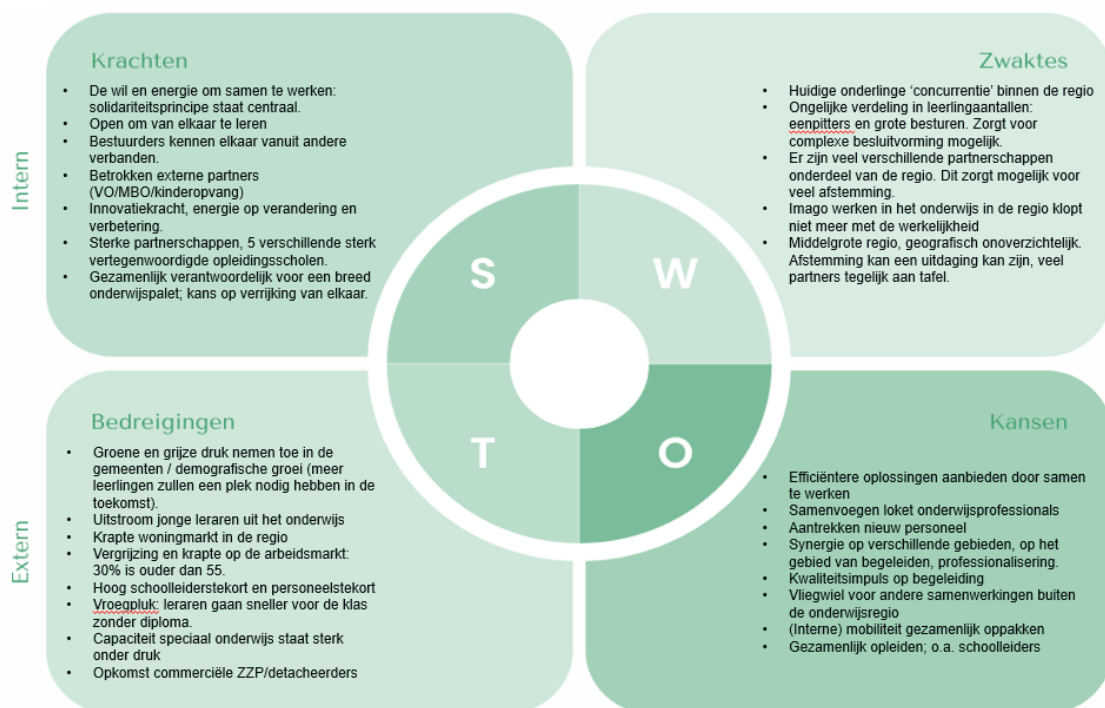 Intern
Krachten
• De wil en energie om samen te werken:
solidariteitsprincipe staat centraal.
• Open om van elkaar te leren
• Bestuurders kennen elkaar vanuit andere
verbanden.
• Betrokken externe partners
(VO/MBO/kinderopvang)
• Innovatiekracht, energie op verandering en
verbetering.
• Sterke partnerschappen, 5 verschillende sterk
vertegenwoordigde opleidingsscholen.
• Gezamenlijk verantwoordelijk voor een breed
onderwijspalet; kans op verrijking van elkaar.
Zwaktes
• Huidige onderlinge ‘concurrentie’ binnen de regio
• Ongelijke verdeling in leerlingaantallen:
eenpitters en grote besturen. Zorgt voor
complexe besluitvorming mogelijk.
• Er zijn veel verschillende partnerschappen
onderdeel van de regio. Dit zorgt mogelijk voor
veel afstemming.
• Imago werken in het onderwijs in de regio klopt
niet meer met de werkelijkheid
• Middelgrote regio, geografisch onoverzichtelijk.
Afstemming kan een uitdaging kan zijn, veel
partners tegelijk aan tafel.
S
W
T
O
Extern
Bedreigingen
• Groene en grijze druk nemen toe in de
gemeenten / demografische groei (meer
leerlingen zullen een plek nodig hebben in de
toekomst).
• Uitstroom jonge leraren uit het onderwijs
• Krapte woningmarkt in de regio
• Vergrijzing en krapte op de arbeidsmarkt:
30% is ouder dan 55.
• Hoog schoolleiderstekort en personeelstekort
• Vroegpluk: leraren gaan sneller voor de klas
zonder diploma.
• Capaciteit speciaal onderwijs staat sterk
onder druk
• Opkomst commerciële ZZP/detacheerders
Kansen
• Efficiëntere oplossingen aanbieden door samen
te werken
• Samenvoegen loket onderwijsprofessionals
• Aantrekken nieuw personeel
• Synergie op verschillende gebieden, op het
gebied van begeleiden, professionalisering.
• Kwaliteitsimpuls op begeleiding
• Vliegwiel voor andere samenwerkingen buiten
de onderwijsregio
• (Interne) mobiliteit gezamenlijk oppakken
• Gezamenlijk opleiden; o.a. schoolleiders